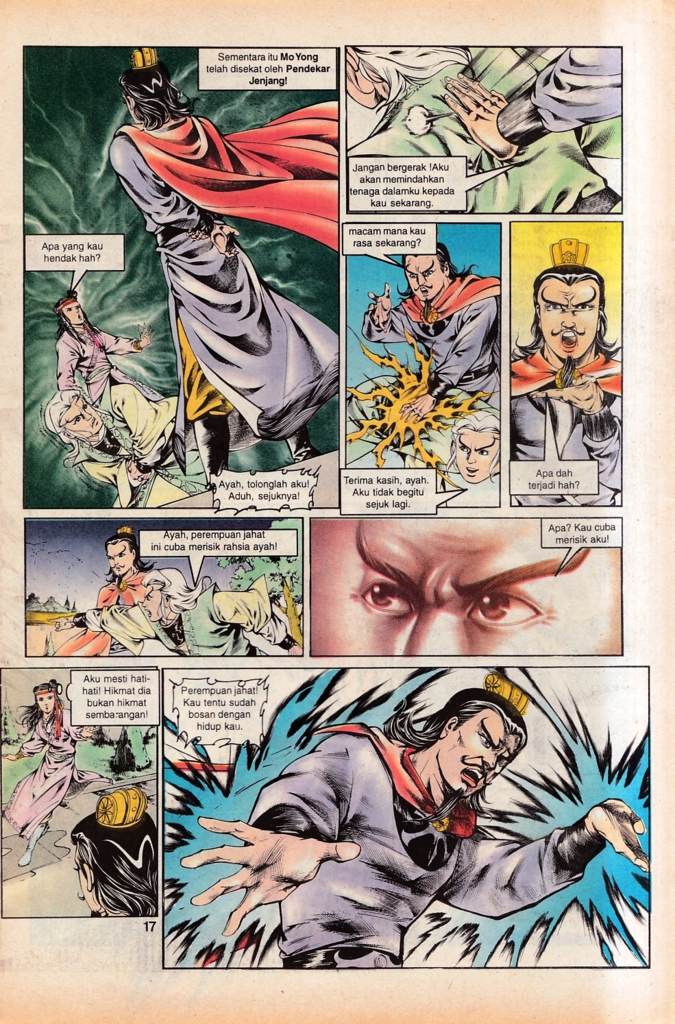 Sementara itu Mo Yong
telah disekat oleh Pendekar
Jenjang!
Apa yang kau
hendak hah?
Ayah, tolonglah aku!
Aduh, sejuknya!
Jangan bergerak !Aku
akan memindahkan
tenaga dalamku kepada
kau sekarang.
macam mana kau
rasa sekarang?
Terima kasih, ayah.
Aku tidak begitu
sejuk lagi.
Apa dah
terjadi hah?
Ayah, perempuan jahat
ini cuba merisik rahsia ayah!
Apa? Kau cuba
merisik aku!
Aku mesti hati-
hati! Hikmat dia
bukan hikmat
sembarangan!
Perempuan jahat!
Kau tentu sudah
bosan dengan
hidup kau.
17